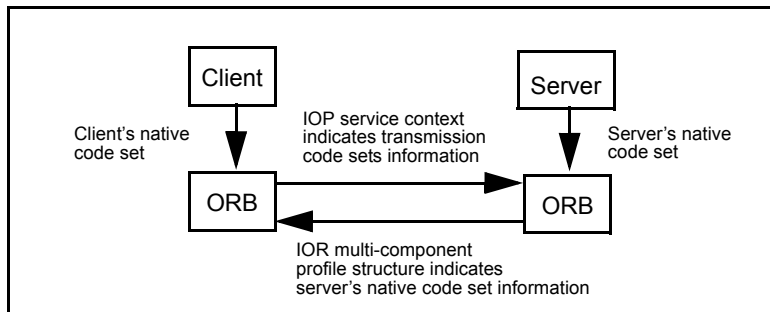 Client
Server
Client's native
code set
IOP service context
indicates transmission
code sets information
Server's native
code set
ORB
ORB
IOR multi-component
profile structure indicates
server's native code set information